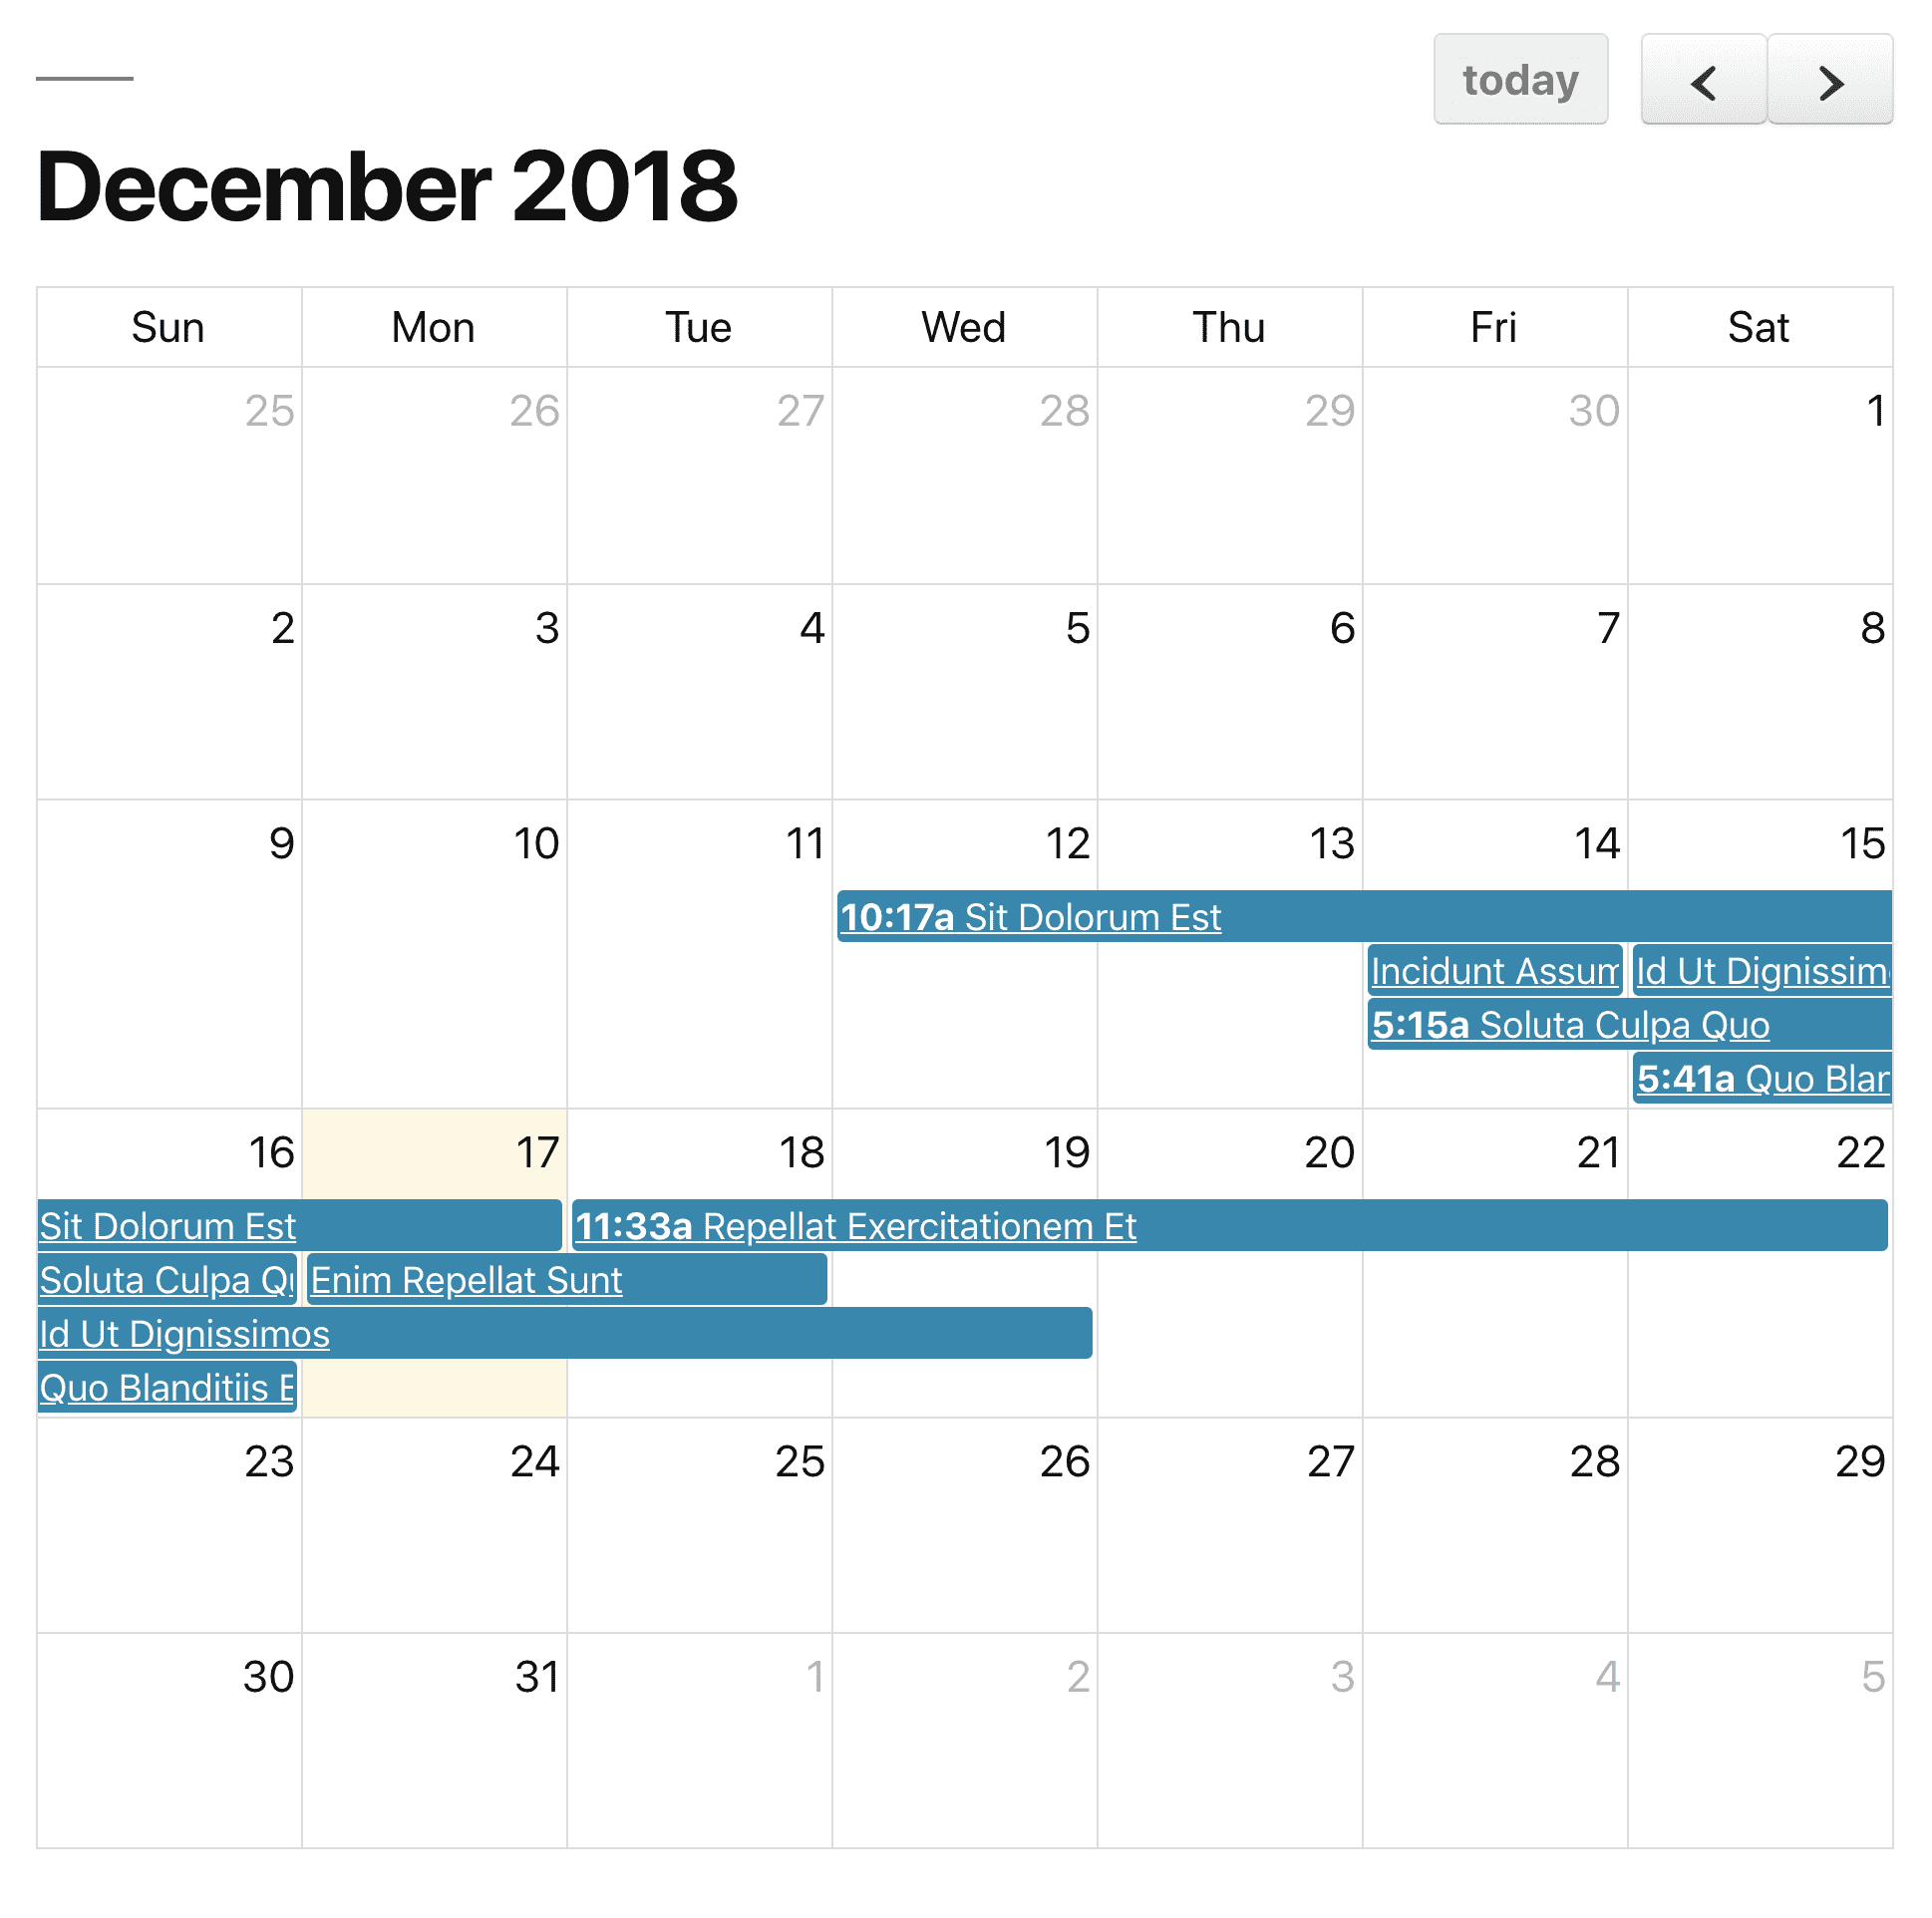 today
December 2018
Sun Mon Tue Wed Thu Fri Sat
25 26 27 28 29 30 1
2 3 4 5 6 7 8
9 10 11 12 13 14 15
10:17a Sit Dolorum Est
Incidunt Id Ut
5:15a Soluta Culpa Quo
5:41a Quo
16 17 18 19 20 21 22
Sit Dolorum Est 11:33a Repellat Exercitationem Et
Soluta Culpa Enim Repellat Sunt
Id Ut Dignissimos
Quo Blanditiis
23 24 25 26 27 28 29
30 31 1 2 3 4 5